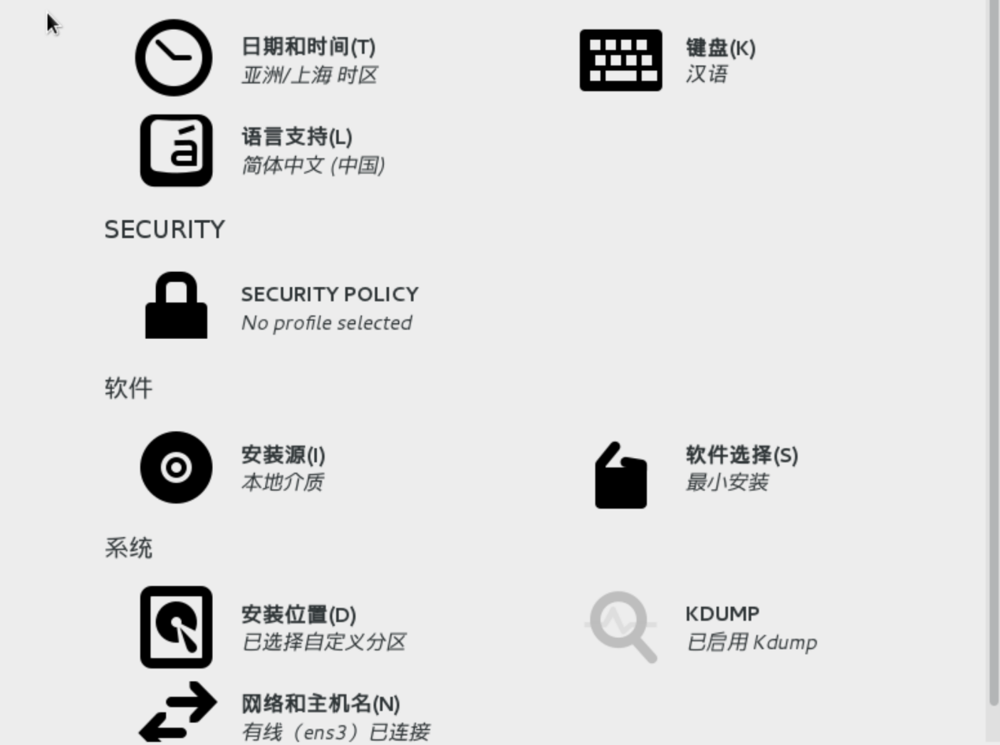 日期和时间(T)
亚洲/上海 时区
键盘(K)
汉语
语言支持(L)
简体中文 (中国)
SECURITY
SECURITY POLICY
No profile selected
软件
安装源(I)
本地介质
软件选择(S)
最小安装
系统
安装位置(D)
已选择自定义分区
KDUMP
已启用 Kdump
网络和主机名(N)
有线（ens3）已连接